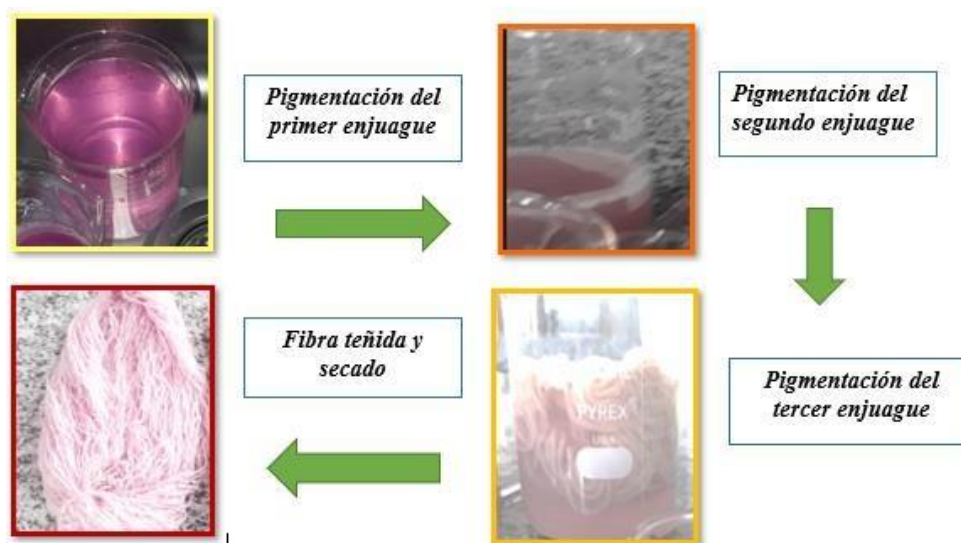 Pigmentación del
primer enjuague
Pigmentación del
segundo enjuague
Fibra teñida y
secado
PYREX
Pigmentación del
tercer enjuague